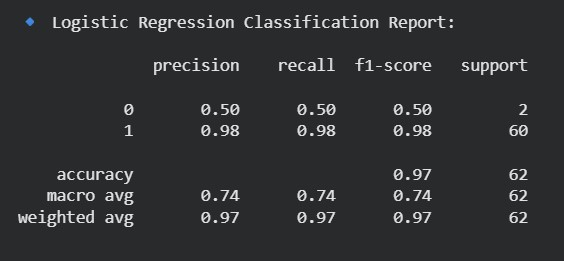 🔹 Logistic Regression Classification Report:
precision recall f1-score support
0 0.50 0.50 0.50 2
1 0.98 0.98 0.98 60
accuracy 0.97 62
macro avg 0.74 0.74 0.74 62
weighted avg 0.97 0.97 0.97 62